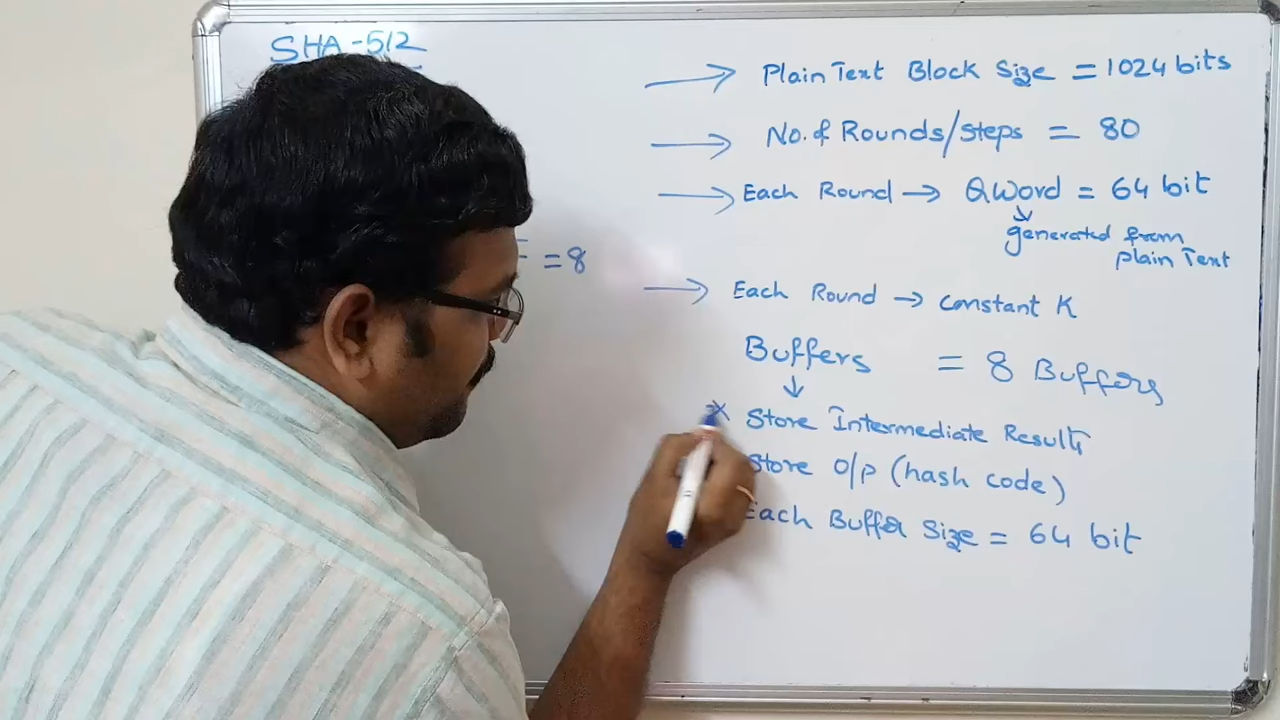 SHA-512
= 8
→ Plain Text Block Size = 1024 bits
→ No. of Rounds/steps = 80
→ Each Round → QWord = 64 bit
↓
generated from
plain Text
→ Each Round → Constant K
Buffers = 8 Buffers
↓
* Store Intermediate Results
Store O/P (hash code)
Each Buffer Size = 64 bit